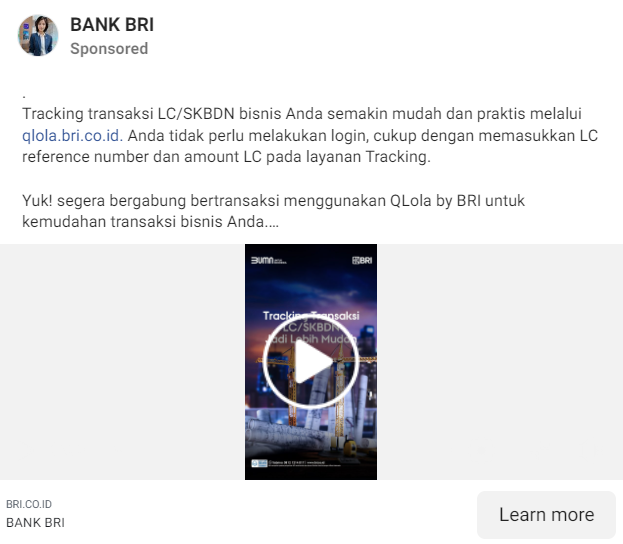 BANK BRI
Sponsored
.
Tracking transaksi LC/SKBDN bisnis Anda semakin mudah dan praktis melalui
qlola.bri.co.id. Anda tidak perlu melakukan login, cukup dengan memasukkan LC
reference number dan amount LC pada layanan Tracking.
Yuk! segera bergabung bertransaksi menggunakan QLola by BRI untuk
kemudahan transaksi bisnis Anda....
BUMN
BRI
Tracking Transaksi
LC/SKBDN
Jadi Lebih Mudah
BRI.CO.ID
BANK BRI
Learn more